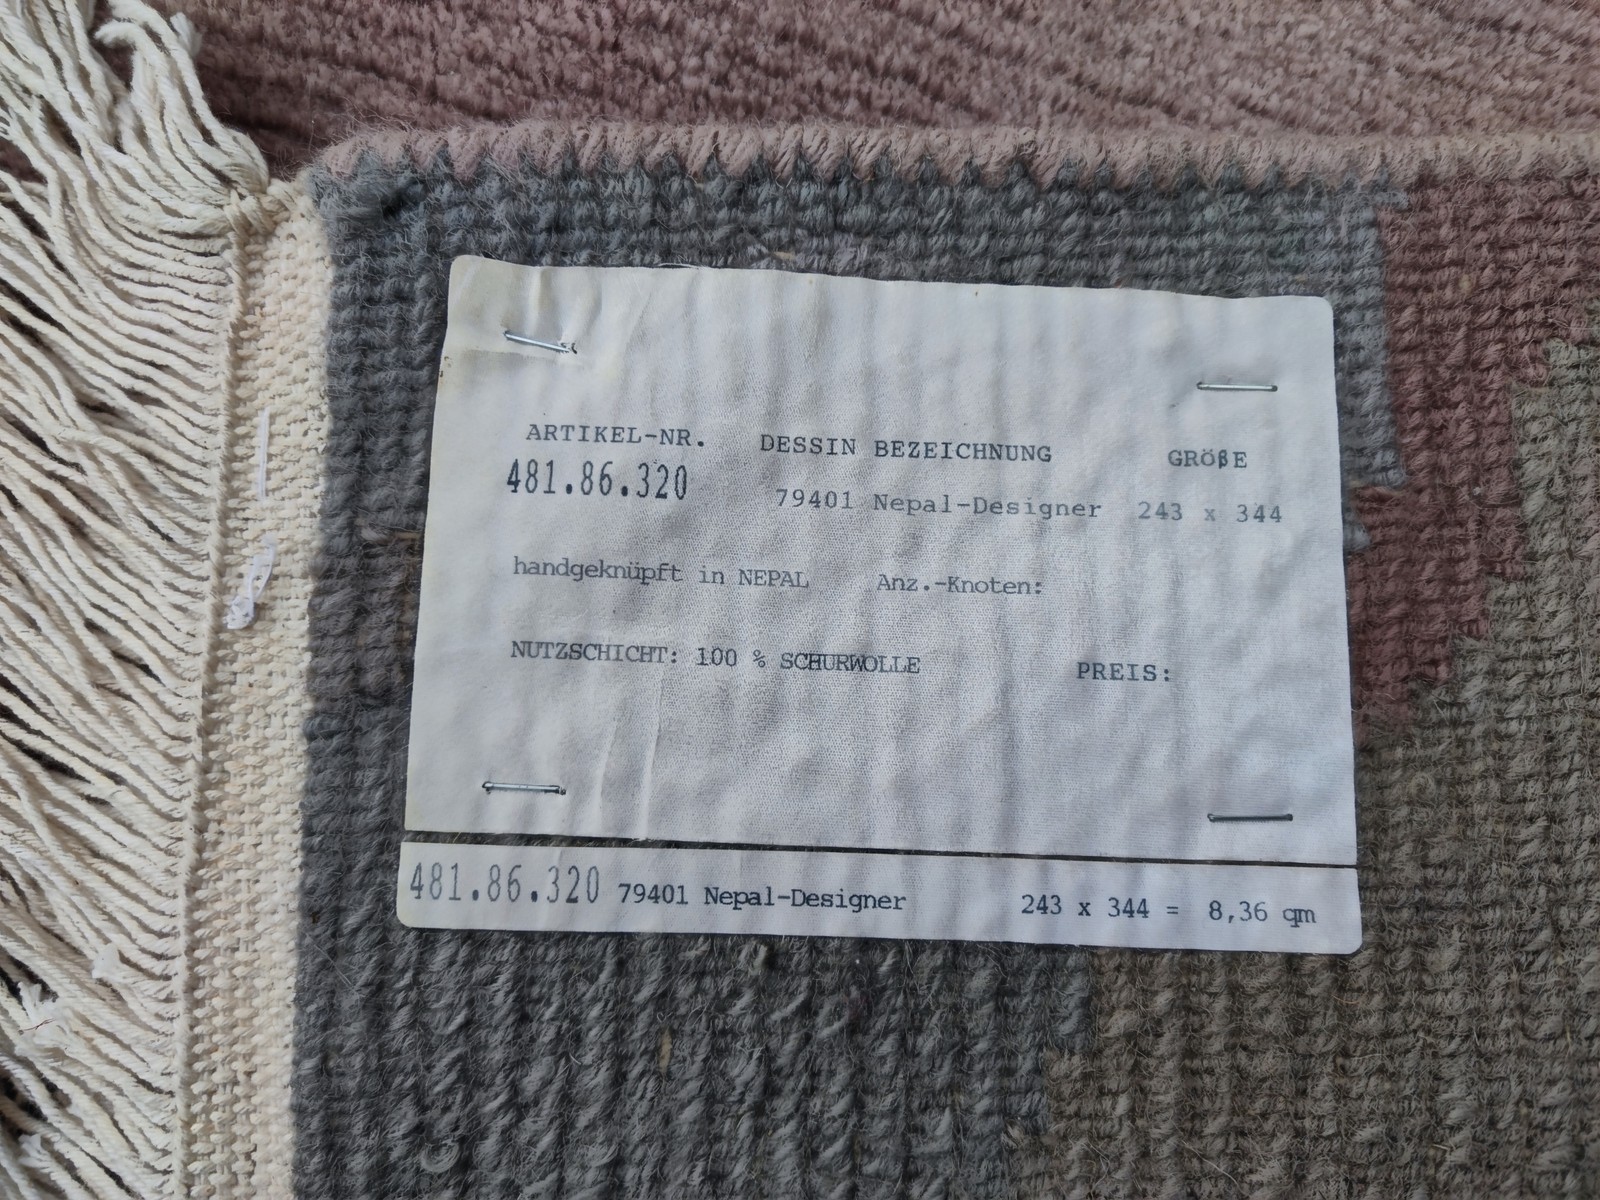 ARTIKEL-NR. DESSIN BEZEICHNUNG GRÖßE
481.86.320 79401 Nepal-Designer 243 x 344
handgeknüpft in NEPAL Anz.-Knoten:
NUTZSCHICHT: 100 % SCHURWOLLE PREIS:
481.86.320 79401 Nepal-Designer 243 x 344 = 8,36 qm